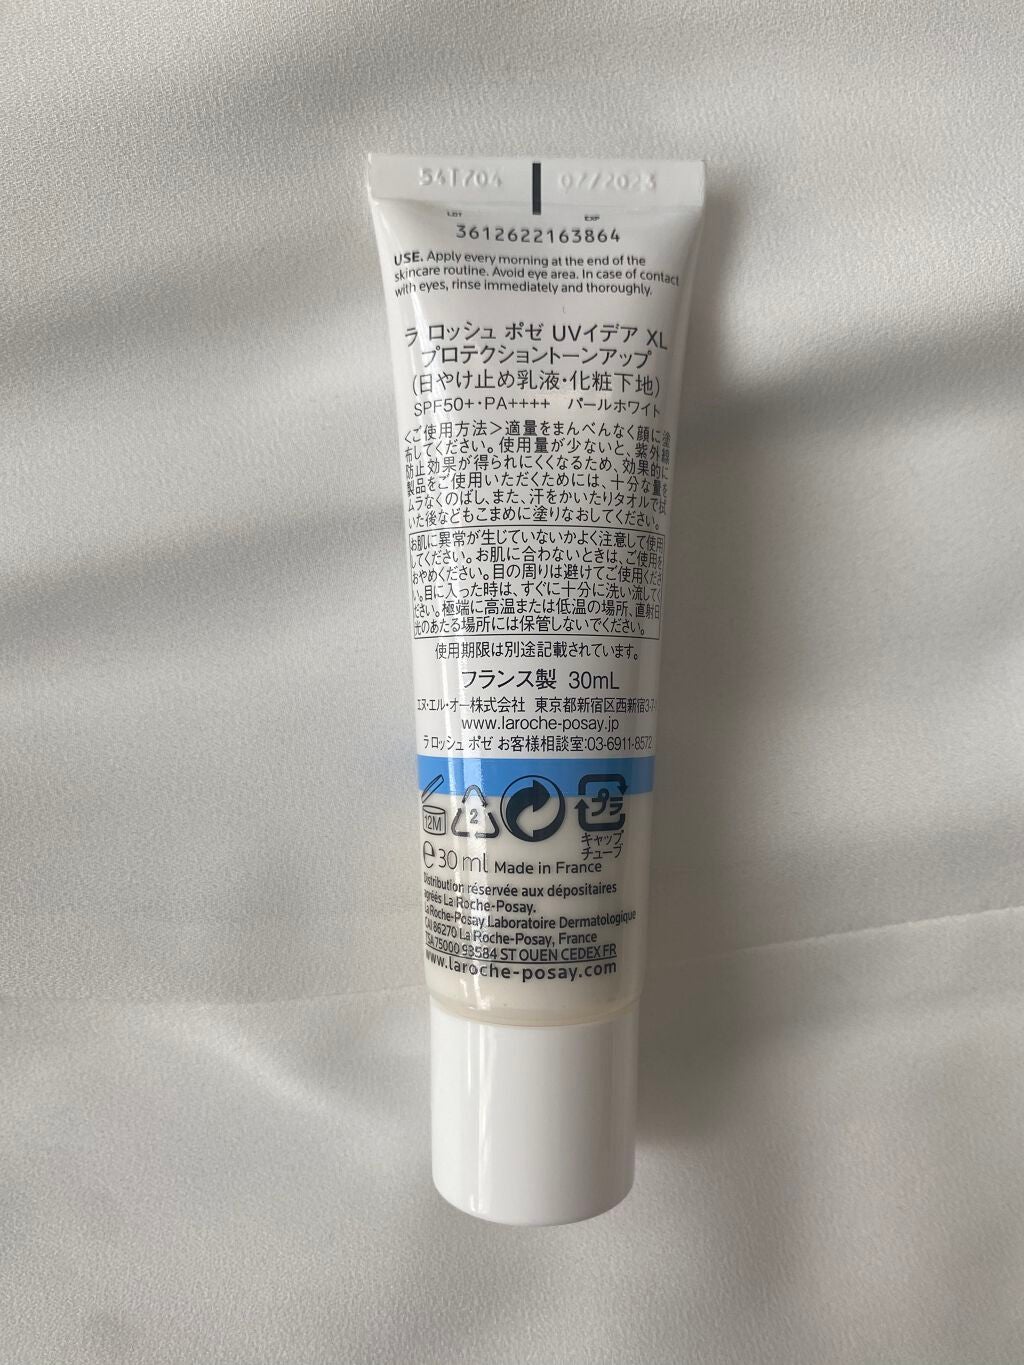 54T704 07/2023
LOT EXP
3612622163864
USE. Apply every morning at the end of the
skincare routine. Avoid eye area. In case of contact
with eyes, rinse immediately and thoroughly.
ラ ロッシュ ポゼ UVイデア XL
プロテクショントーンアップ
(日やけ止め乳液・化粧下地)
SPF50+・PA++++ パールホワイト
<ご使用方法>適量をまんべんなく顔に塗
布してください。使用量が少ないと、紫外線
防止効果が得られにくくなるため、効果的に
製品をご使用いただくためには、十分な量を
ムラなくのばし、また、汗をかいたりタオルで拭
いた後などもこまめに塗りなおしてください。
お肌に異常が生じていないかよく注意して使用
してください。お肌に合わないときは、ご使用を
おやめください。目の周りは避けてご使用くださ
い。目に入った時は、すぐに十分に洗い流してく
ださい。極端に高温または低温の場所、直射日
光のあたる場所には保管しないでください。
使用期限は別途記載されています。
フランス製 30mL
エヌ・エル・オー株式会社 東京都新宿区西新宿3-7-
www.laroche-posay.jp
ラ ロッシュ ポゼ お客様相談室:03-6911-8572
12M 2 プラ
キャップ
チューブ
℮30 ml Made in France
Distribution réservée aux dépositaires
agréés La Roche-Posay.
La Roche-Posay Laboratoire Dermatologique
CAI 86270 La Roche-Posay, France
TSA 75000 93584 ST OUEN CEDEX FR
www.laroche-posay.com